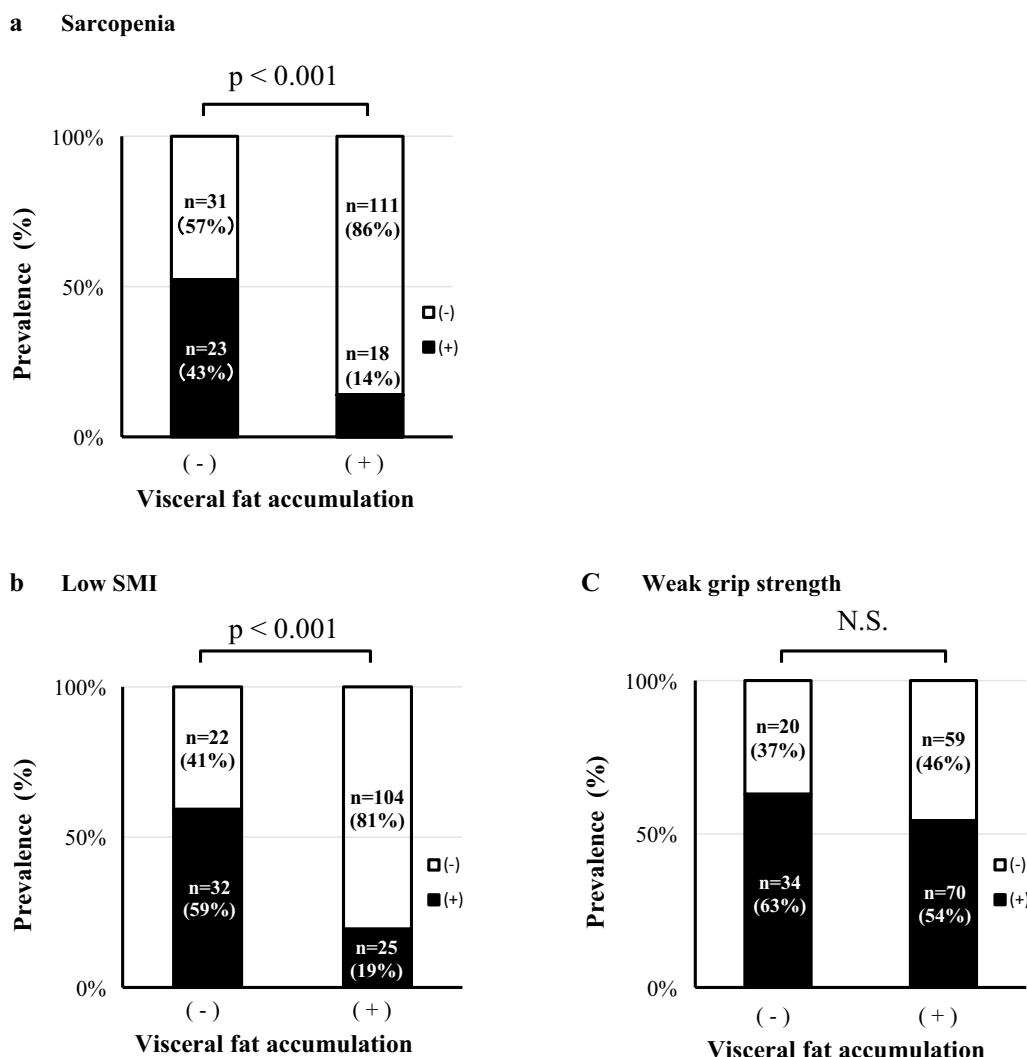 a Sarcopenia
p < 0.001
100%
50%
0%
Prevalence (%)
n=31
(57%)
n=23
(43%)
n=111
(86%)
n=18
(14%)
(-)
(+)
( - )
( + )
Visceral fat accumulation
b Low SMI
p < 0.001
100%
50%
0%
Prevalence (%)
n=22
(41%)
n=32
(59%)
n=104
(81%)
n=25
(19%)
(-)
(+)
( - )
( + )
Visceral fat accumulation
C Weak grip strength
N.S.
100%
50%
0%
Prevalence (%)
n=20
(37%)
n=34
(63%)
n=59
(46%)
n=70
(54%)
(-)
(+)
( - )
( + )
Visceral fat accumulation